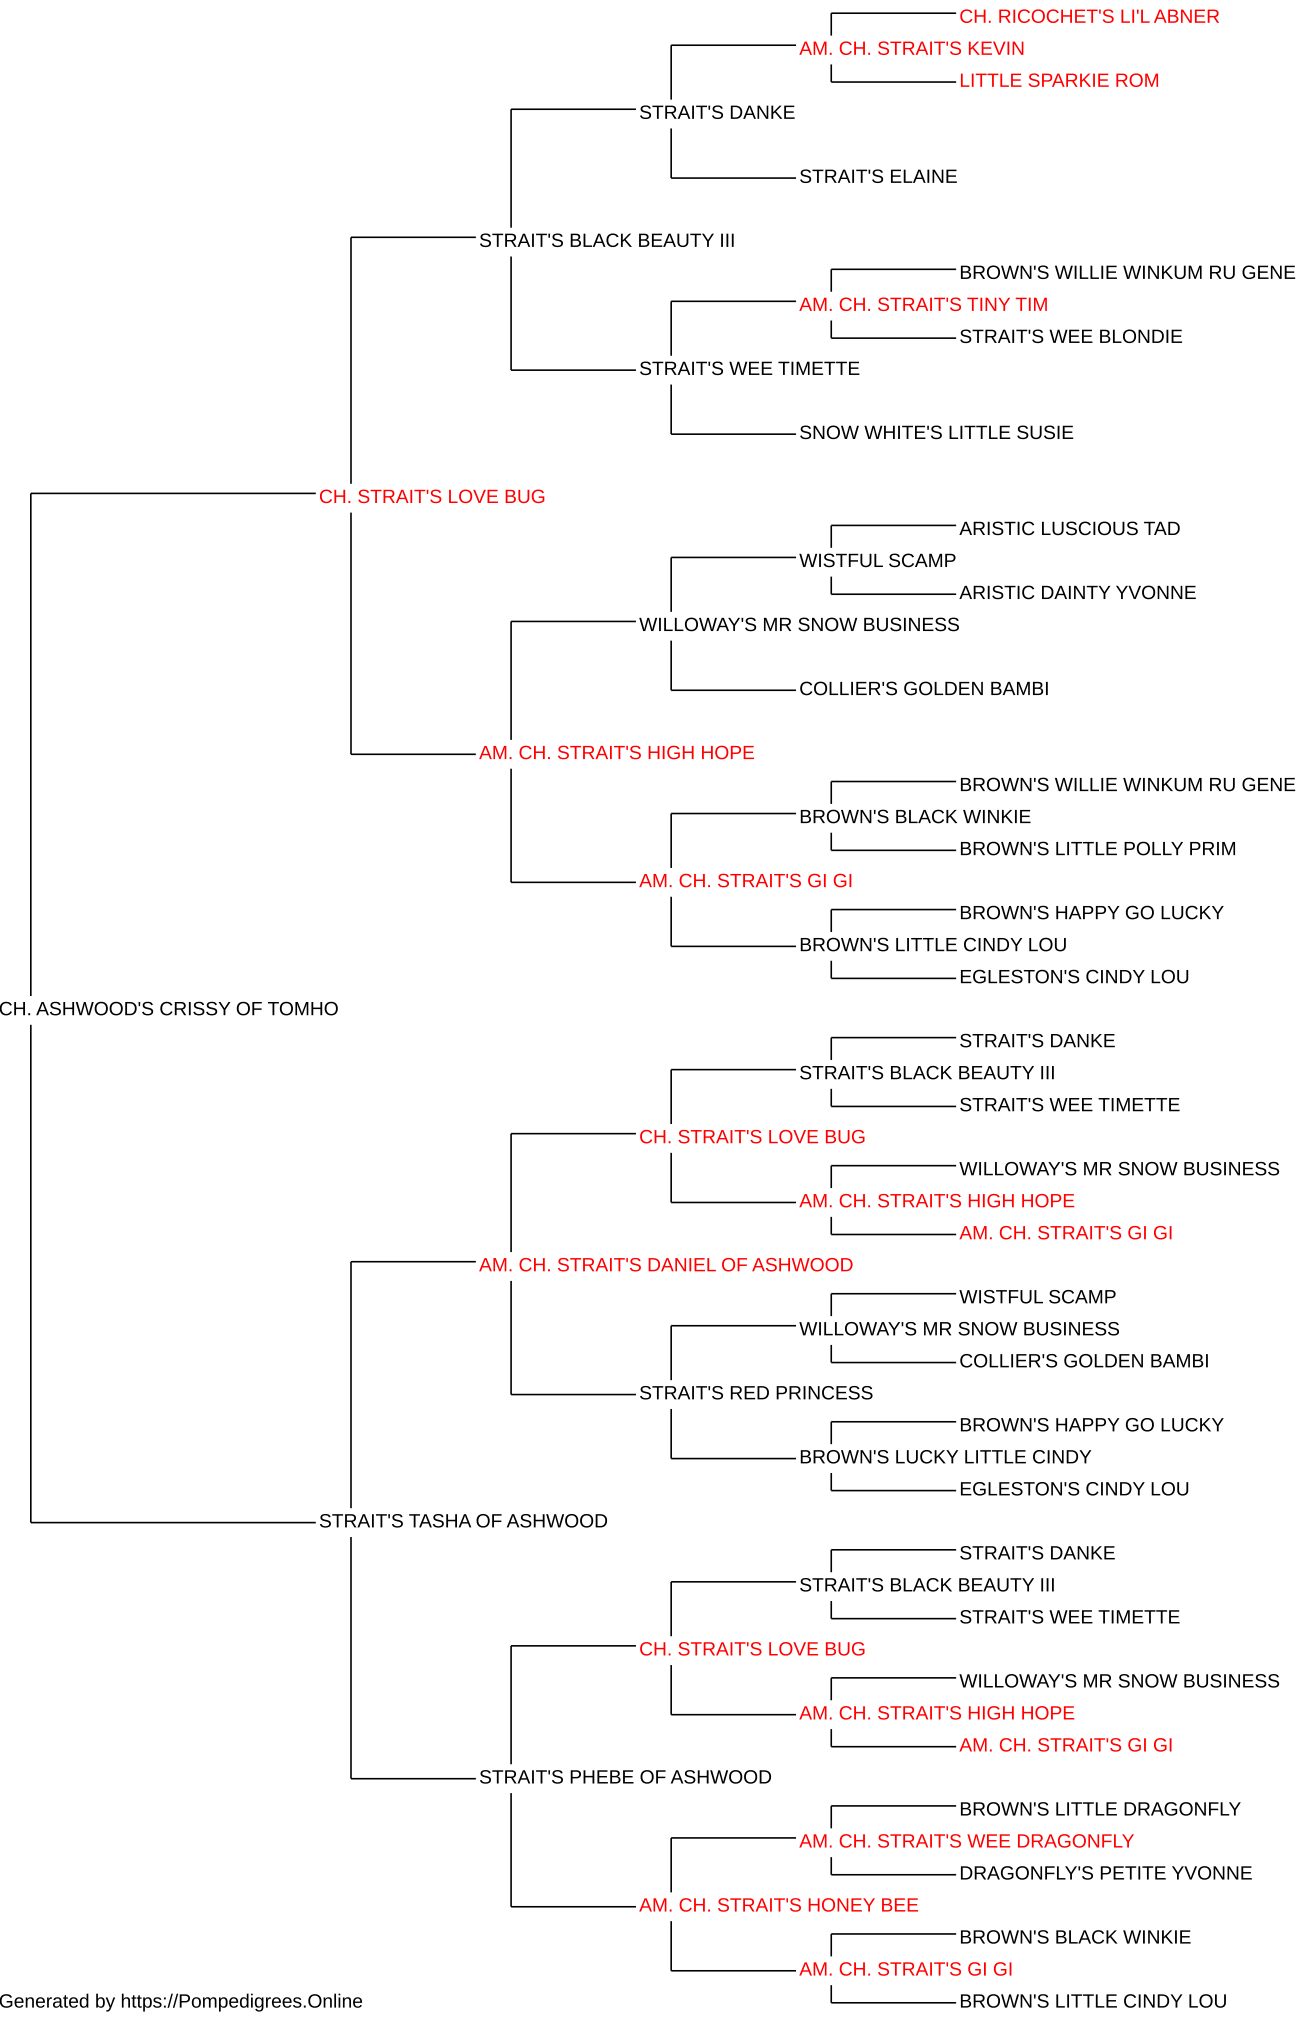 CH. RICOCHET'S LI'L ABNER
AM. CH. STRAIT'S KEVIN
LITTLE SPARKIE ROM
STRAIT'S DANKE
STRAIT'S ELAINE
STRAIT'S BLACK BEAUTY III
BROWN'S WILLIE WINKUM RU GENE
AM. CH. STRAIT'S TINY TIM
STRAIT'S WEE BLONDIE
STRAIT'S WEE TIMETTE
SNOW WHITE'S LITTLE SUSIE
CH. STRAIT'S LOVE BUG
ARISTIC LUSCIOUS TAD
WISTFUL SCAMP
ARISTIC DAINTY YVONNE
WILLOWAY'S MR SNOW BUSINESS
COLLIER'S GOLDEN BAMBI
AM. CH. STRAIT'S HIGH HOPE
BROWN'S WILLIE WINKUM RU GENE
BROWN'S BLACK WINKIE
BROWN'S LITTLE POLLY PRIM
AM. CH. STRAIT'S GI GI
BROWN'S HAPPY GO LUCKY
BROWN'S LITTLE CINDY LOU
EGLESTON'S CINDY LOU
CH. ASHWOOD'S CRISSY OF TOMHO
STRAIT'S DANKE
STRAIT'S BLACK BEAUTY III
STRAIT'S WEE TIMETTE
CH. STRAIT'S LOVE BUG
WILLOWAY'S MR SNOW BUSINESS
AM. CH. STRAIT'S HIGH HOPE
AM. CH. STRAIT'S GI GI
AM. CH. STRAIT'S DANIEL OF ASHWOOD
WISTFUL SCAMP
WILLOWAY'S MR SNOW BUSINESS
COLLIER'S GOLDEN BAMBI
STRAIT'S RED PRINCESS
BROWN'S HAPPY GO LUCKY
BROWN'S LUCKY LITTLE CINDY
EGLESTON'S CINDY LOU
STRAIT'S TASHA OF ASHWOOD
STRAIT'S DANKE
STRAIT'S BLACK BEAUTY III
STRAIT'S WEE TIMETTE
CH. STRAIT'S LOVE BUG
WILLOWAY'S MR SNOW BUSINESS
AM. CH. STRAIT'S HIGH HOPE
AM. CH. STRAIT'S GI GI
STRAIT'S PHEBE OF ASHWOOD
BROWN'S LITTLE DRAGONFLY
AM. CH. STRAIT'S WEE DRAGONFLY
DRAGONFLY'S PETITE YVONNE
AM. CH. STRAIT'S HONEY BEE
BROWN'S BLACK WINKIE
AM. CH. STRAIT'S GI GI
BROWN'S LITTLE CINDY LOU
Generated by https://Pompedigrees.Online